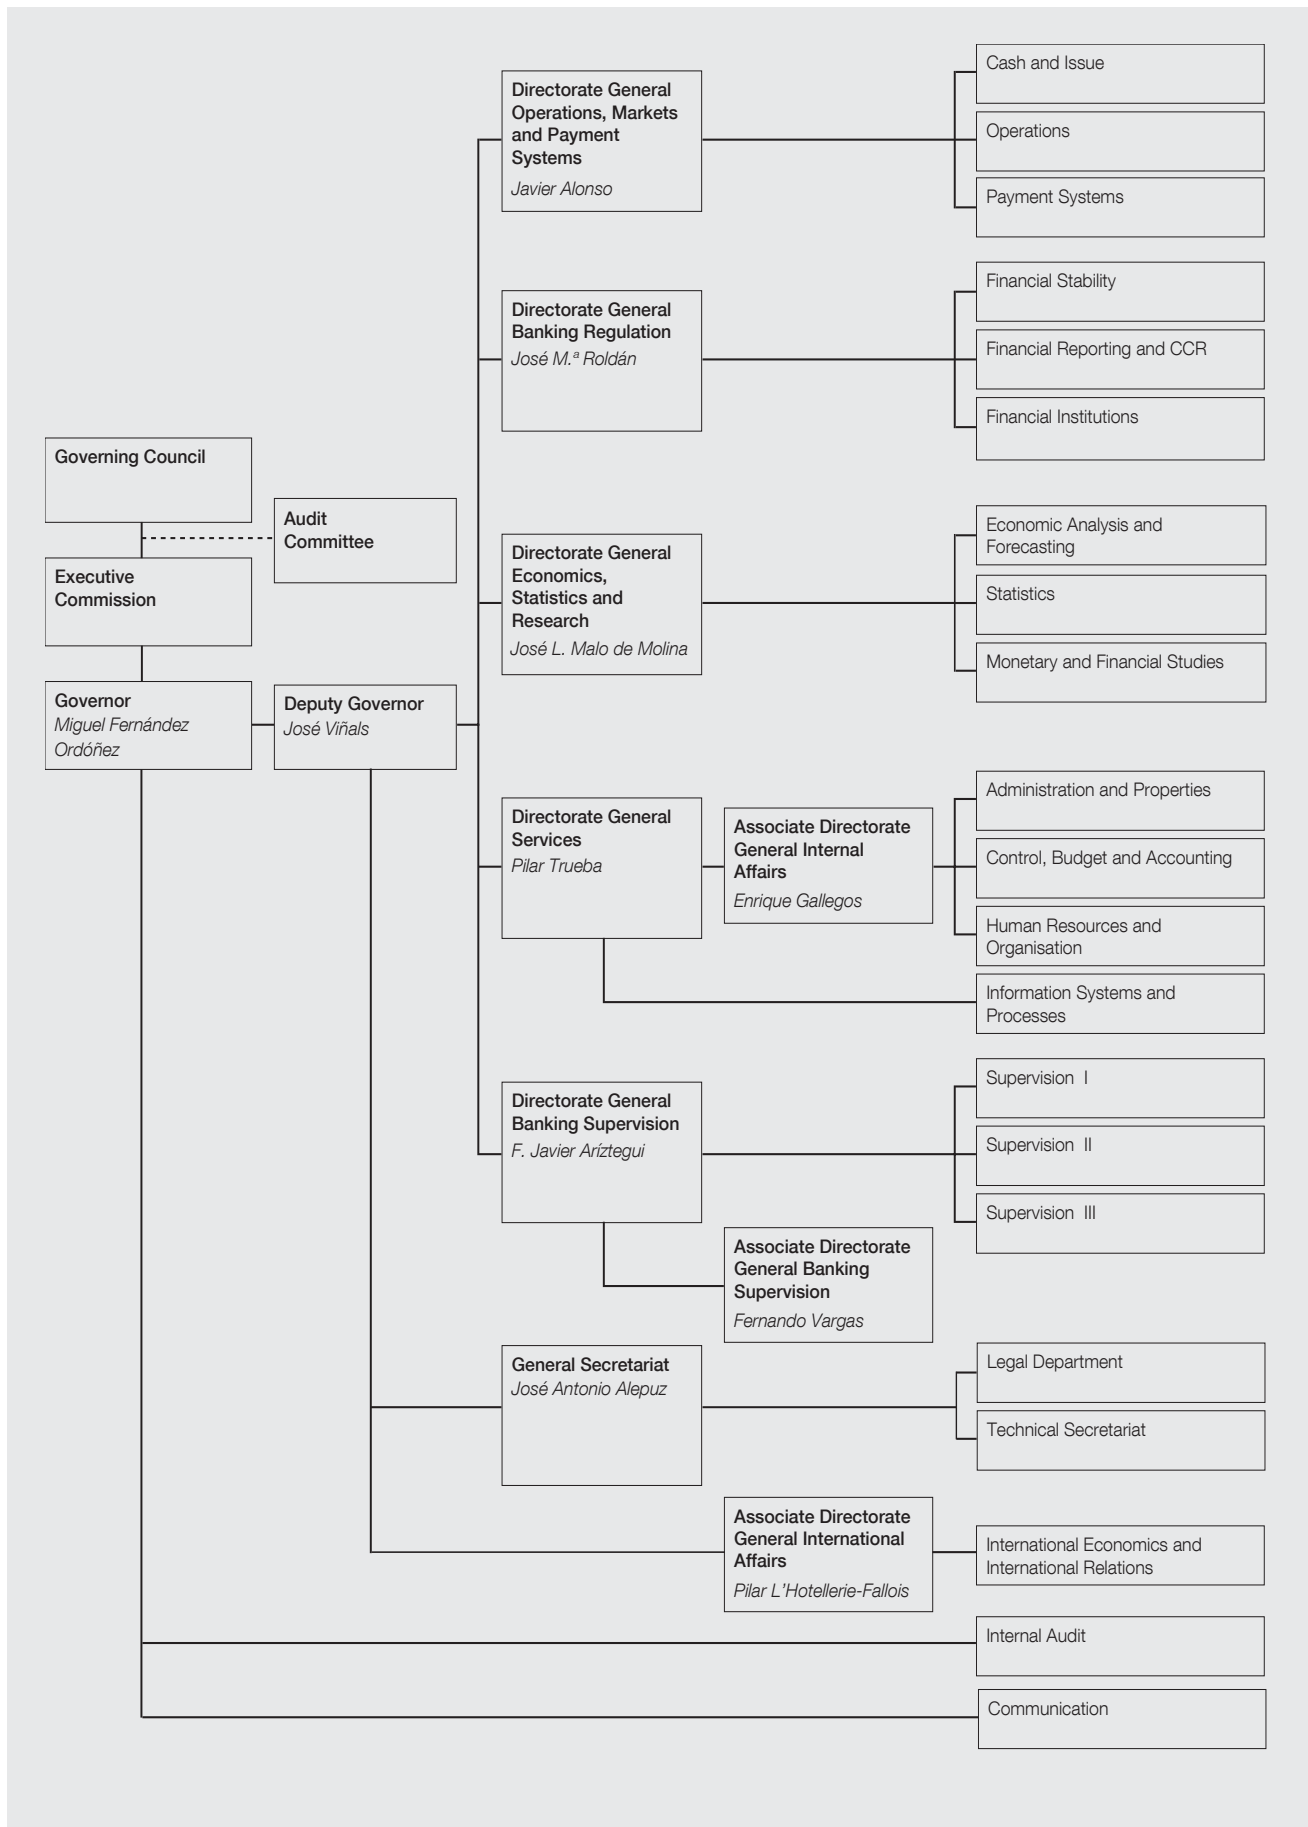 Cash and Issue
Directorate General
Operations, Markets
and Payment
Systems
Javier Alonso
Operations
Payment Systems
Financial Stability
Directorate General
Banking Regulation
José M.ª Roldán
Financial Reporting and CCR
Financial Institutions
Governing Council
Audit
Committee
Executive
Commission
Economic Analysis and
Forecasting
Directorate General
Economics,
Statistics and
Research
José L. Malo de Molina
Statistics
Monetary and Financial Studies
Governor
Miguel Fernández
Ordóñez
Deputy Governor
José Viñals
Directorate General
Services
Pilar Trueba
Associate Directorate
General Internal
Affairs
Enrique Gallegos
Administration and Properties
Control, Budget and Accounting
Human Resources and
Organisation
Information Systems and
Processes
Directorate General
Banking Supervision
F. Javier Aríztegui
Supervision I
Supervision II
Supervision III
Associate Directorate
General Banking
Supervision
Fernando Vargas
General Secretariat
José Antonio Alepuz
Legal Department
Technical Secretariat
Associate Directorate
General International
Affairs
Pilar L'Hotellerie-Fallois
International Economics and
International Relations
Internal Audit
Communication